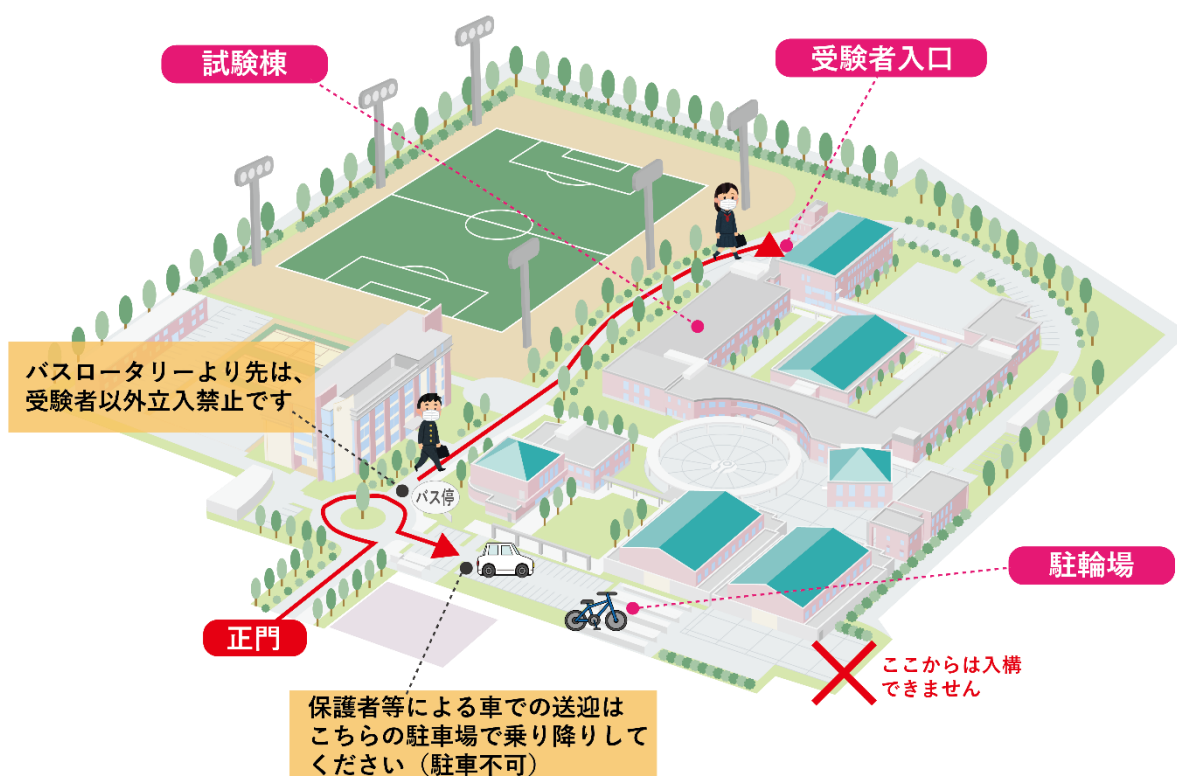 試験棟
受験者入口
バスロータリーより先は、
受験者以外立入禁止です
バス停
駐輪場
正門
ここからは入構
できません
保護者等による車での送迎は
こちらの駐車場で乗り降りして
ください（駐車不可）